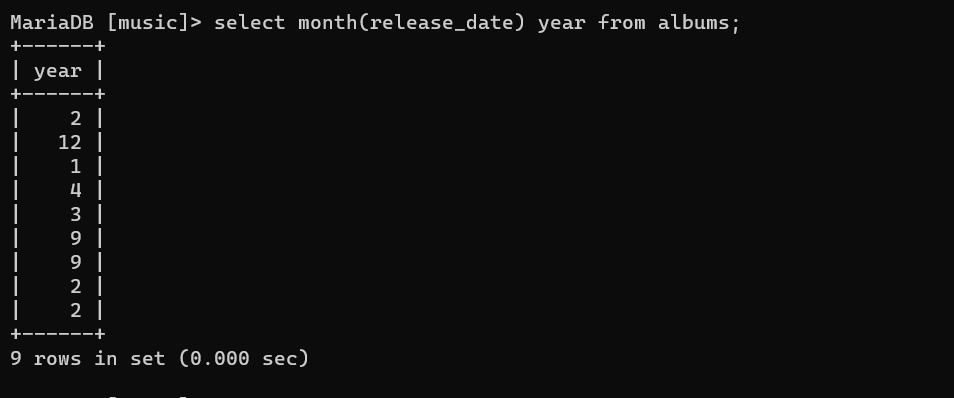 MariaDB [music]> select month(release_date) year from albums;
+------+
| year |
+------+
|    2 |
|   12 |
|    1 |
|    4 |
|    3 |
|    9 |
|    9 |
|    2 |
|    2 |
+------+
9 rows in set (0.000 sec)